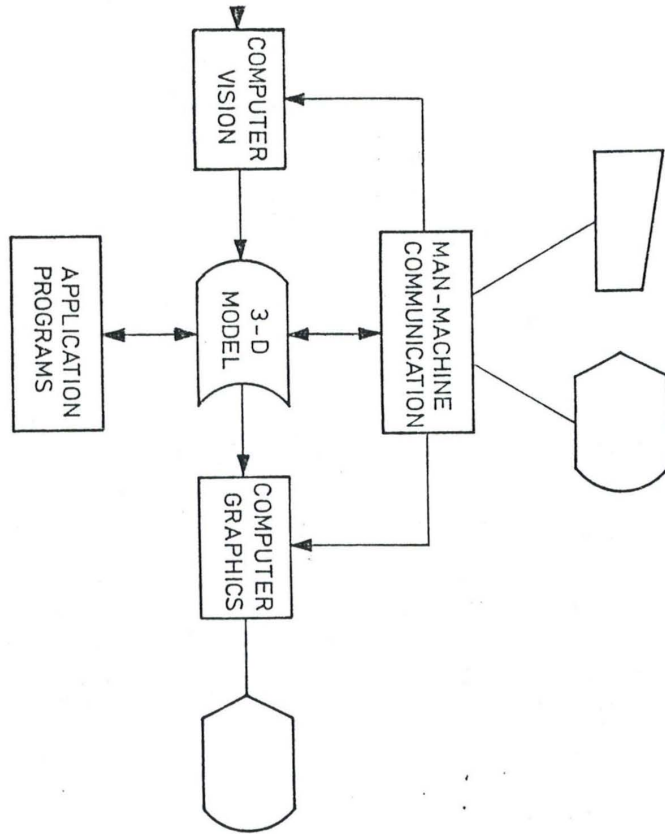 COMPUTER
VISION
MAN-MACHINE
COMMUNICATION
3-D
MODEL
APPLICATION
PROGRAMS
COMPUTER
GRAPHICS